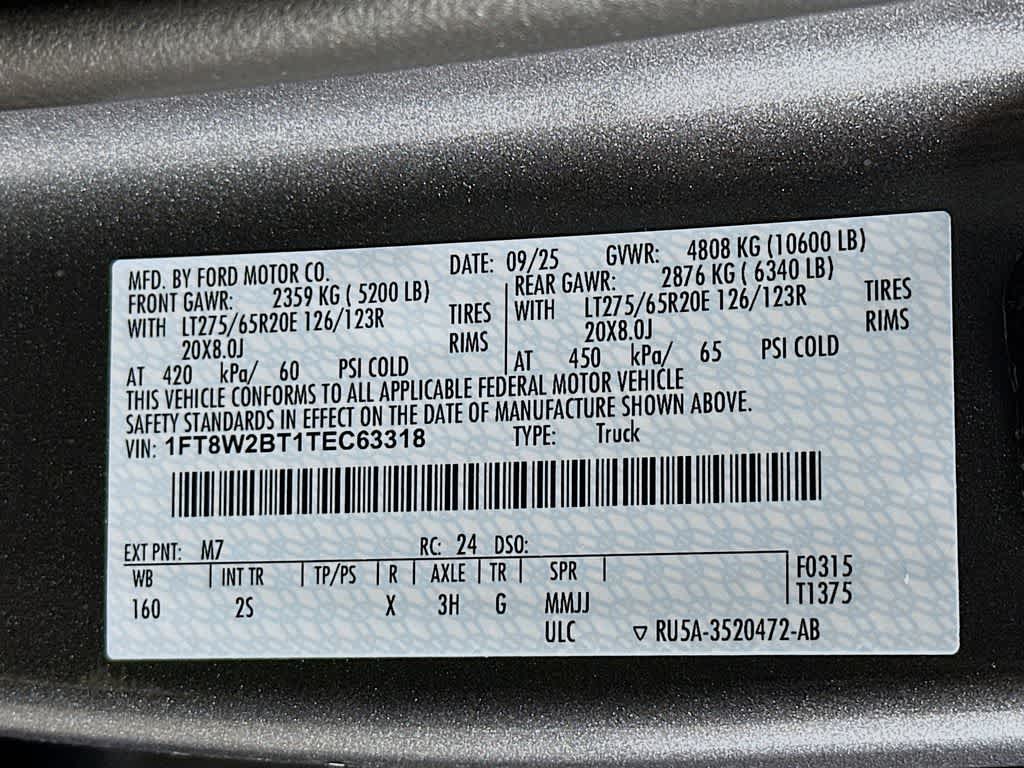 MFD. BY FORD MOTOR CO. DATE: 09/25 GVWR: 4808 KG (10600 LB)
FRONT GAWR: 2359 KG ( 5200 LB) REAR GAWR: 2876 KG ( 6340 LB)
WITH LT275/65R20E 126/123R TIRES WITH LT275/65R20E 126/123R TIRES
20X8.0J RIMS 20X8.0J RIMS
AT 420 kPa/ 60 PSI COLD AT 450 kPa/ 65 PSI COLD
THIS VEHICLE CONFORMS TO ALL APPLICABLE FEDERAL MOTOR VEHICLE
SAFETY STANDARDS IN EFFECT ON THE DATE OF MANUFACTURE SHOWN ABOVE.
VIN: 1FT8W2BT1TEC63318 TYPE: Truck
EXT PNT: M7 RC: 24 DSO:
WB INT TR TP/PS R AXLE TR SPR F0315
160 2S X 3H G MMJJ T1375
ULC ▽ RU5A-3520472-AB